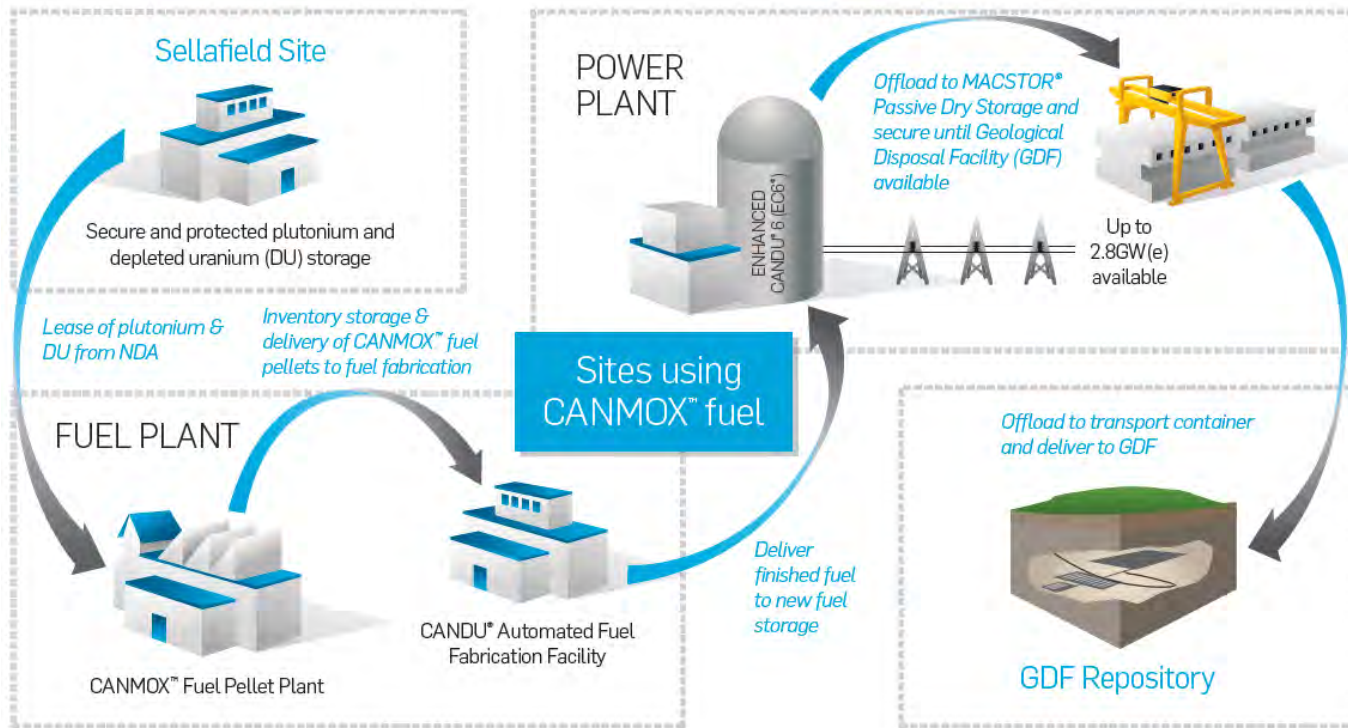 Sellafield Site
Secure and protected plutonium and
depleted uranium (DU) storage
Lease of plutonium &
DU from NDA
Inventory storage &
delivery of CANMOX™ fuel
pellets to fuel fabrication
FUEL PLANT
CANMOX™ Fuel Pellet Plant
CANDU® Automated Fuel
Fabrication Facility
Sites using
CANMOX™ fuel
Deliver
finished fuel
to new fuel
storage
POWER
PLANT
ENHANCED
CANDU® 6 (EC6®)
Offload to MACSTOR®
Passive Dry Storage and
secure until Geological
Disposal Facility (GDF)
available
Up to
2.8GW(e)
available
Offload to transport container
and deliver to GDF
GDF Repository